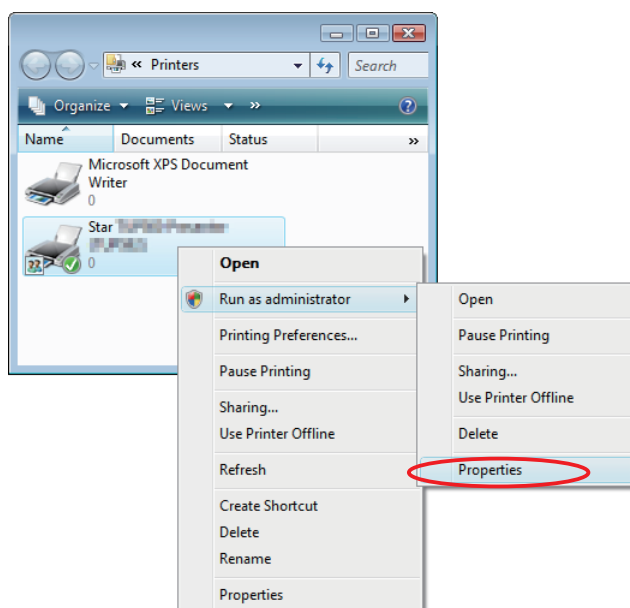 « Printers
Search
Organize
Views
»
?
Name
Documents
Status
»
Microsoft XPS Document
Writer
0
Star
0
Open
Run as administrator
Printing Preferences...
Pause Printing
Sharing...
Use Printer Offline
Refresh
Create Shortcut
Delete
Rename
Properties
Open
Pause Printing
Sharing...
Use Printer Offline
Delete
Properties